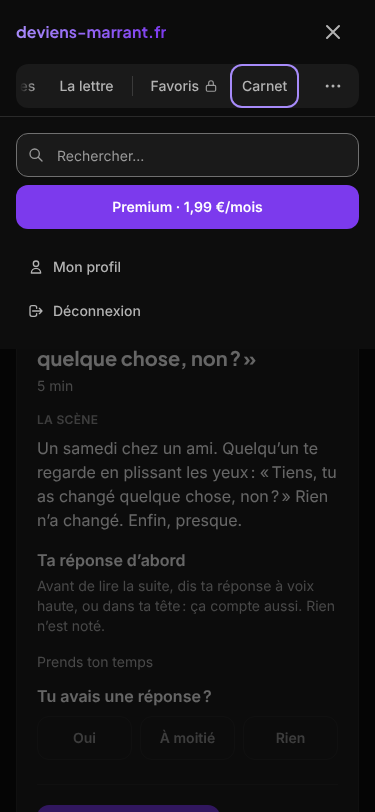 deviens-marrant.fr
es La lettre Favoris Carnet ...
Rechercher...
Premium · 1,99 €/mois
Mon profil
Déconnexion
quelque chose, non ? »
5 min
LA SCÈNE
Un samedi chez un ami. Quelqu’un te
regarde en plissant les yeux : « Tiens, tu
as changé quelque chose, non ? » Rien
n’a changé. Enfin, presque.
Ta réponse d’abord
Avant de lire la suite, dis ta réponse à voix
haute, ou dans ta tête : ça compte aussi. Rien
n’est noté.
Prends ton temps
Tu avais une réponse ?
Oui À moitié Rien